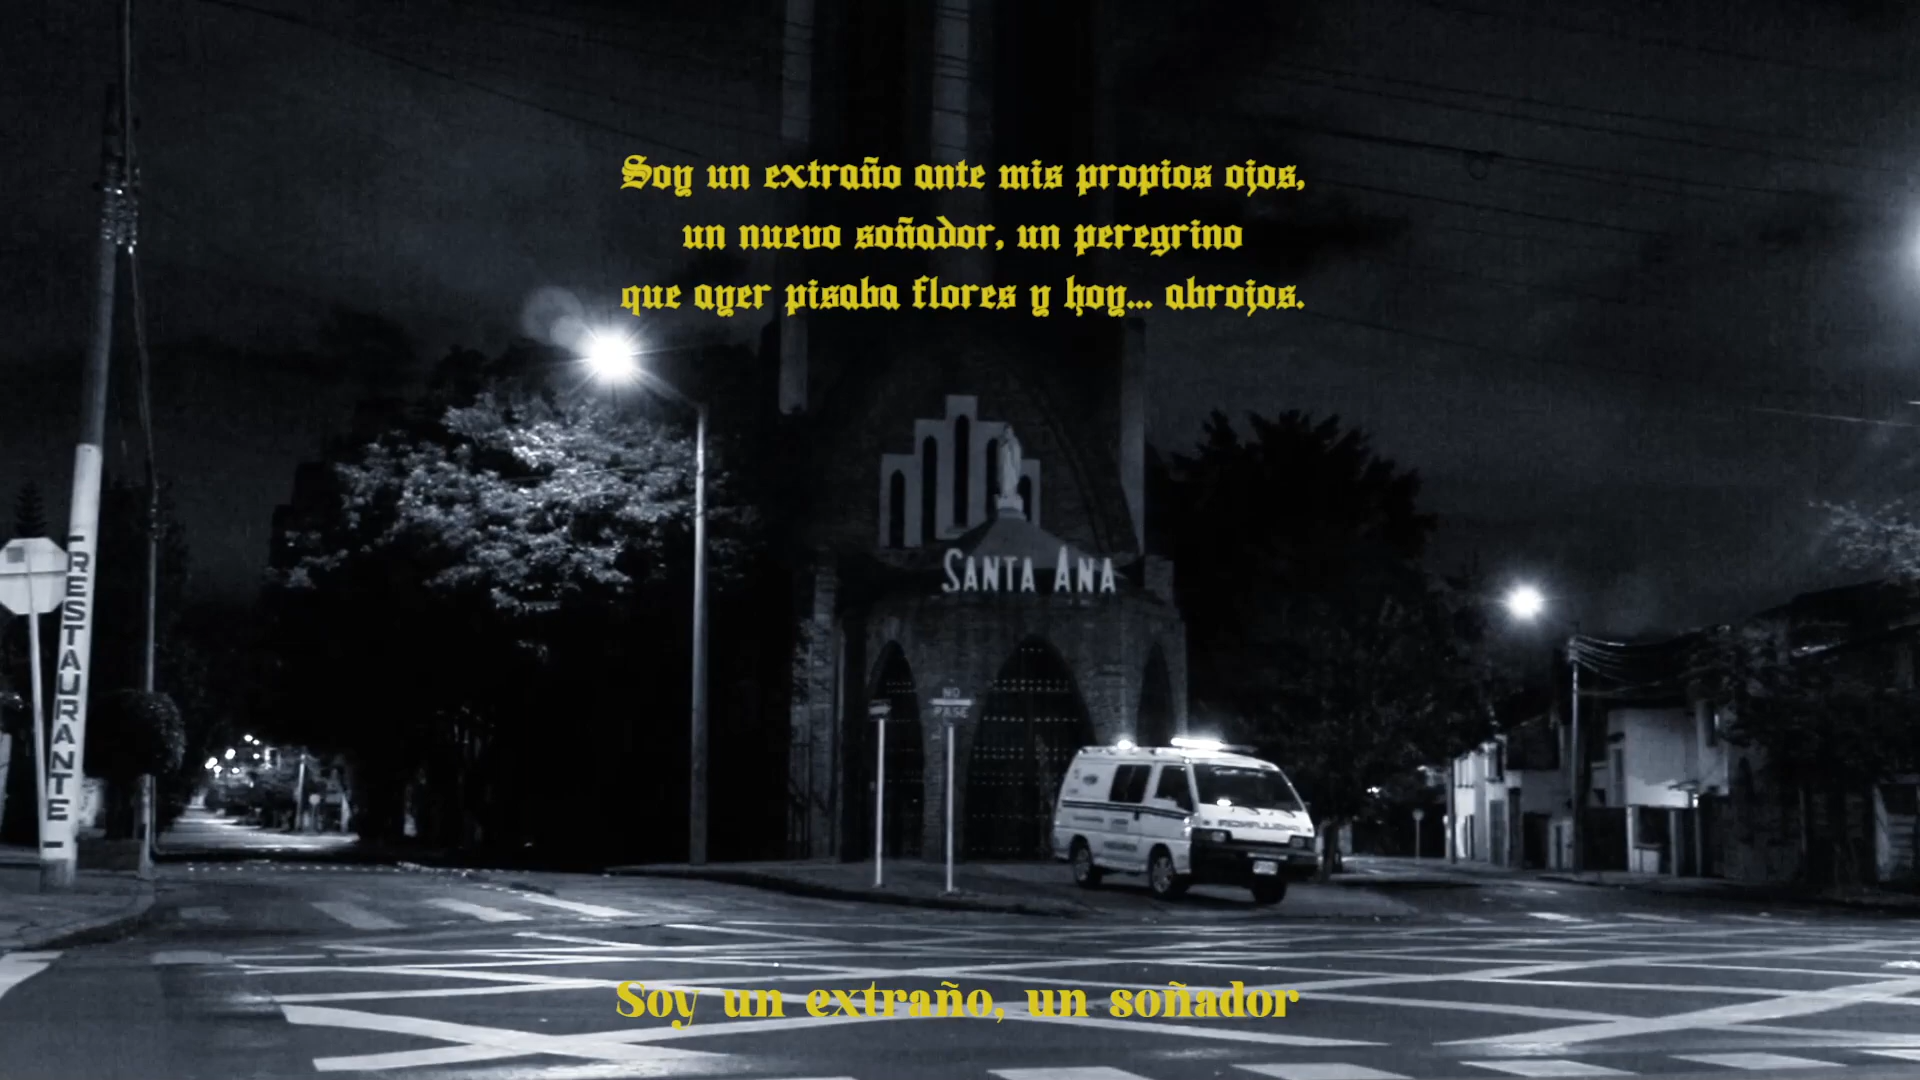 Soy un extraño ante mis propios ojos,
un nuevo soñador, un peregrino
que ayer pisaba flores y hoy... abrojos.
SANTA ANA
RESTAURANTE
NO
PASE
Soy un extraño, un soñador